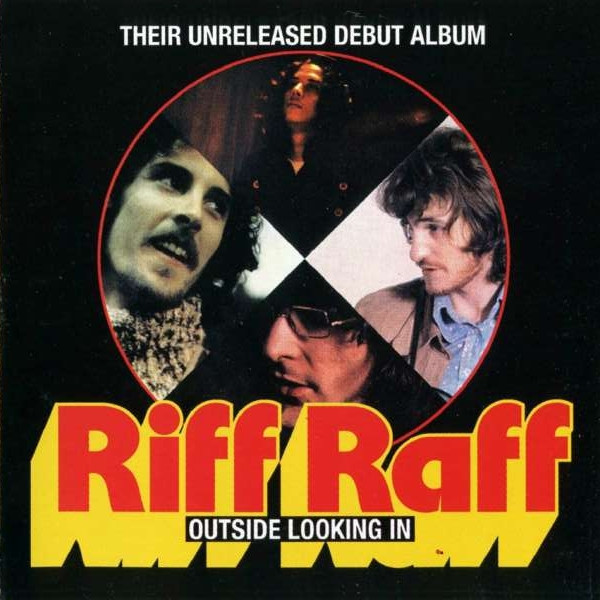 THEIR UNRELEASED DEBUT ALBUM
Riff Raff
OUTSIDE LOOKING IN